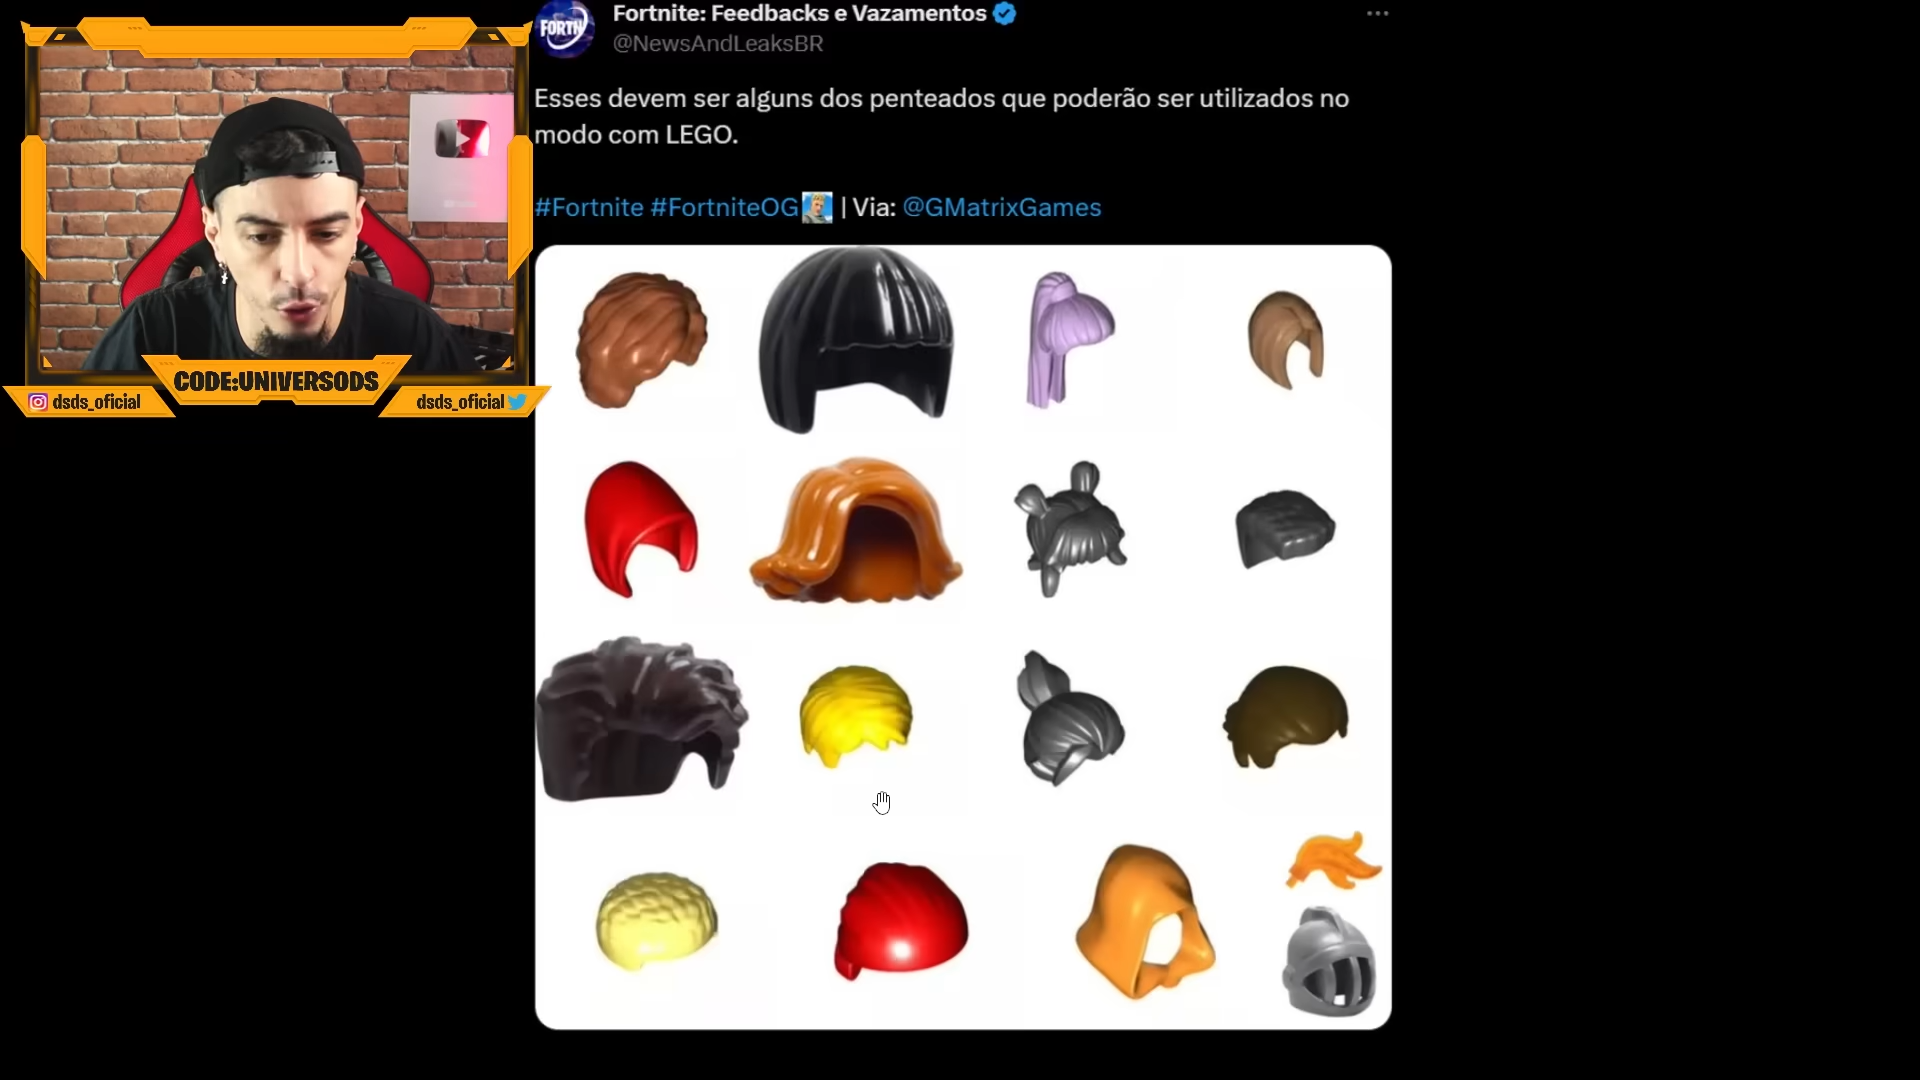 FORTN
Fortnite: Feedbacks e Vazamentos
@NewsAndLeaksBR
Esses devem ser alguns dos penteados que poderão ser utilizados no
modo com LEGO.
#Fortnite #FortniteOG | Via: @GMatrixGames
CODE:UNIVERSODS
dsds_oficial
dsds_oficial